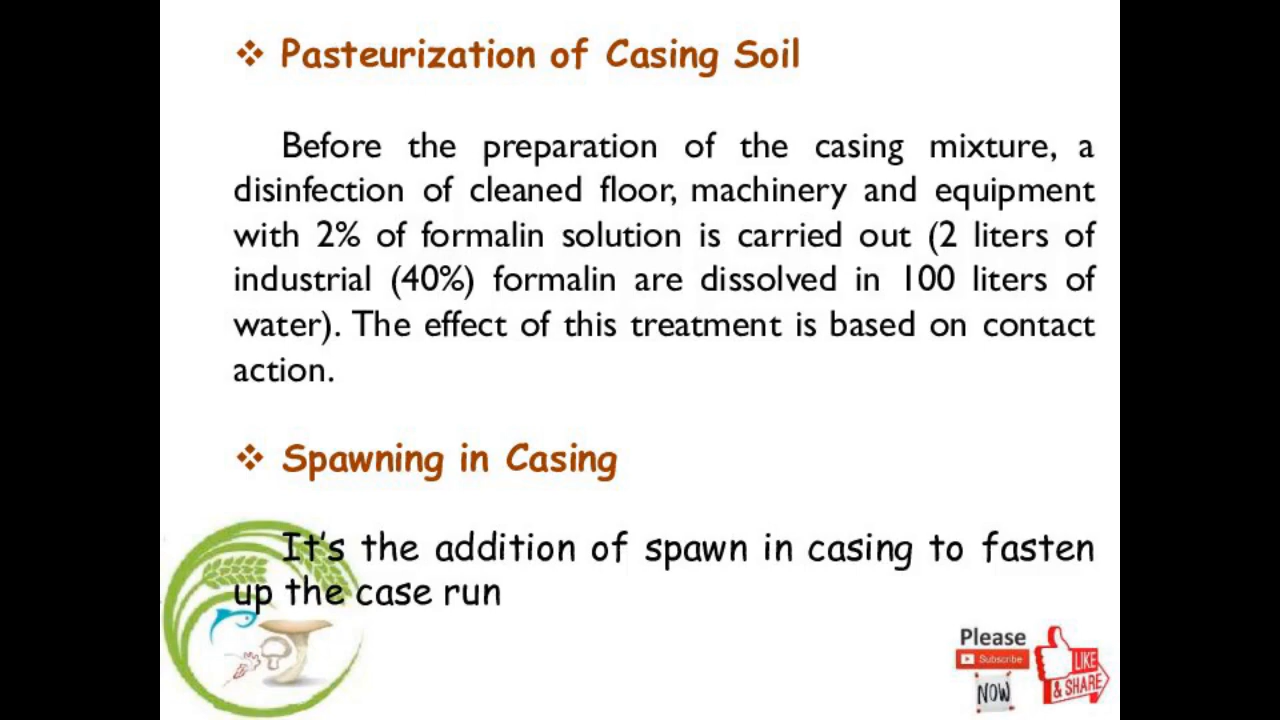 ❖ Pasteurization of Casing Soil
Before the preparation of the casing mixture, a
disinfection of cleaned floor, machinery and equipment
with 2% of formalin solution is carried out (2 liters of
industrial (40%) formalin are dissolved in 100 liters of
water). The effect of this treatment is based on contact
action.
❖ Spawning in Casing
It's the addition of spawn in casing to fasten
up the case run
Please
Subscribe
NOW
LIKE
& SHARE